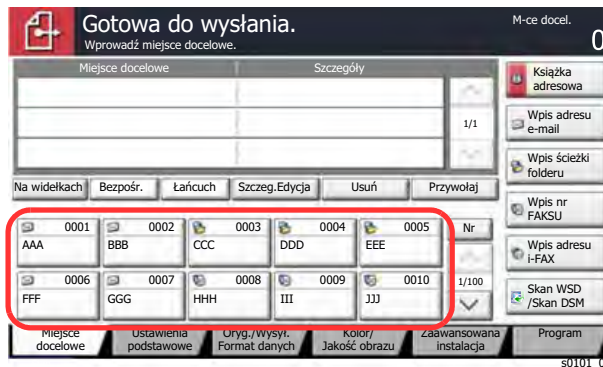 Gotowa do wysłania.
M-ce docel.
Wprowadź miejsce docelowe.
0
Miejsce docelowe
Szczegóły
1/1
Książka
adresowa
Wpis adresu
e-mail
Wpis ścieżki
folderu
Wpis nr
FAKSU
Wpis adresu
i-FAX
Skan WSD
/Skan DSM
Na widełkach
Bezpośr.
Łańcuch
Szczeg.Edycja
Usuń
Przywołaj
0001
AAA
0002
BBB
0003
CCC
0004
DDD
0005
EEE
Nr
0006
FFF
0007
GGG
0008
HHH
0009
III
0010
JJJ
1/100
Miejsce
docelowe
Ustawienia
podstawowe
Oryg./Wysył.
Format danych
Kolor/
Jakość obrazu
Zaawansowana
instalacja
Program
s0101_0